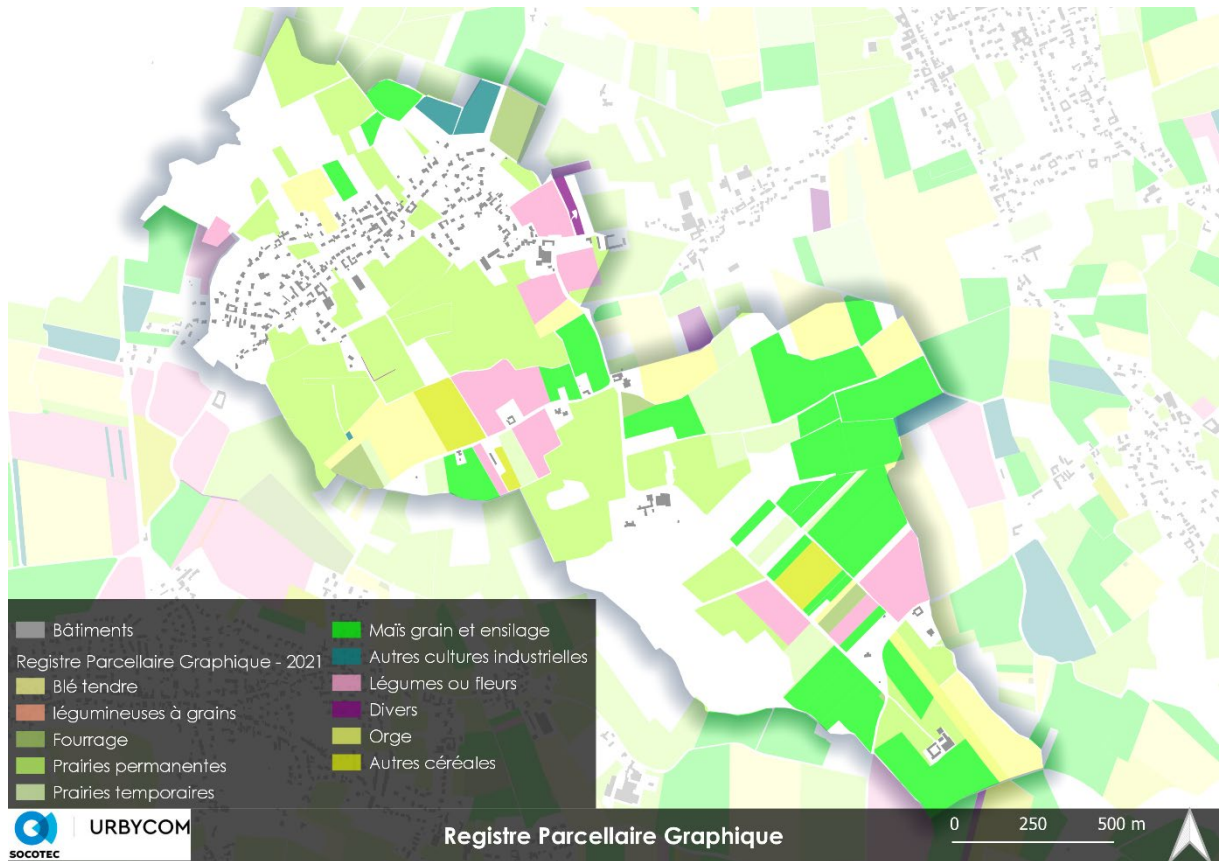 Bâtiments
Registre Parcellaire Graphique - 2021
Blé tendre
légumineuses à grains
Fourrage
Prairies permanentes
Prairies temporaires
Maïs grain et ensilage
Autres cultures industrielles
Légumes ou fleurs
Divers
Orge
Autres céréales
SOCOTEC
URBYCOM
Registre Parcellaire Graphique
0 250 500 m